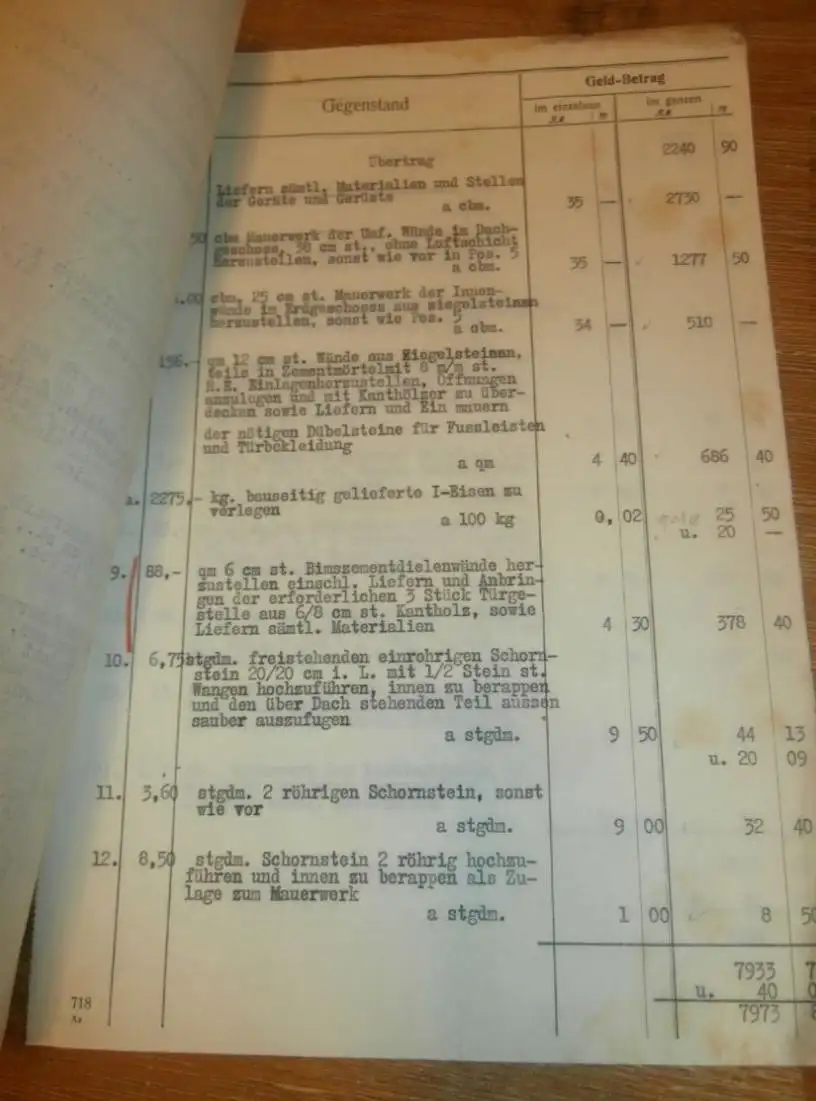 Geld-Betrag
Gegenstand
im einzelnen
im ganzen
Übertrag 2240 90
Liefern sämtl. Materialien und Stellen
der Geräte und Gerüste
a cbm. 35 — 2730 —
50 cbm Mauerwerk der Umf. Wände im Dach-
geschoss, 38 cm st., ohne Luftschicht
herzustellen, sonst wie vor in Pos. 5
a cbm. 35 — 1277 50
.00 cbm, 25 cm st. Mauerwerk der Innen-
wände im Erdgeschosse aus ziegelsteinen
herzustellen, sonst wie Pos. 5
a cbm. 34 — 510 —
156.— qm 12 cm st. Wände aus Ziegelsteinen,
teils in Zementmörtelmit 8 m/m st.
R.E. Einlagenherzustellen, Öffnungen
anzulegen und mit Kanthölzer zu über-
decken sowie Liefern und Ein mauern
der nötigen Dübelsteine für Fussleisten
und Türbekleidung
a qm 4 40 686 40
a. 2275.- kg. bauseitig gelieferte I-Eisen zu
verlegen
a 100 kg 0, 02 25 50
u. 20 —
9. 88,- qm 6 cm st. Bimszementdielenwände her-
zustellen einschl. Liefern und Anbrin-
gen der erforderlichen 3 Stück Türge-
stelle aus 6/8 cm st. Kantholz, sowie
Liefern sämtl. Materialien 4 30 378 40
10. 6,75 stgdm. freistehenden einrohrigen Schorn-
stein 20/20 cm i. L. mit 1/2 Stein st.
Wangen hochzuführen, innen zu berappen
und den über Dach stehenden Teil aussen
sauber auszufugen
a stgdm. 9 50 44 13
u. 20 09
11. 3,60 stgdm. 2 röhrigen Schornstein, sonst
wie vor
a stgdm. 9 00 32 40
12. 8,50 stgdm. Schornstein 2 röhrig hochzu-
führen und innen zu berappen als Zu-
lage zum Mauerwerk
a stgdm. 1 00 8 50
7933 7
u. 40 0
7973
718